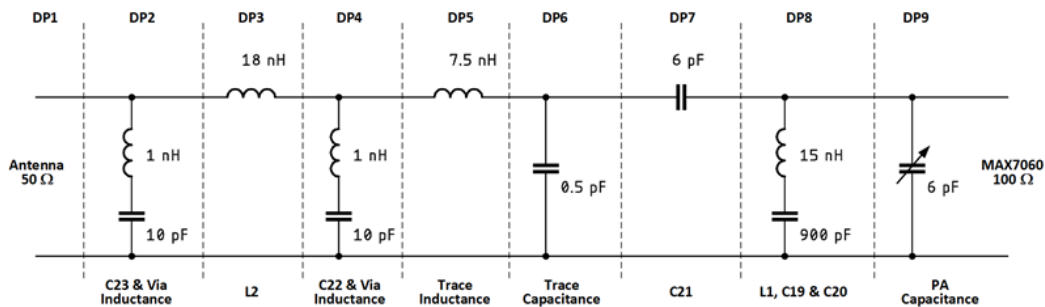 DP1 DP2 DP3 DP4 DP5 DP6 DP7 DP8 DP9
18 nH 7.5 nH 6 pF
1 nH 1 nH 15 nH
Antenna
50 Ω
0.5 pF 6 pF
MAX7060
100 Ω
10 pF 10 pF 900 pF
C23 & Via
Inductance
L2
C22 & Via
Inductance
Trace
Inductance
Trace
Capacitance
C21
L1, C19 & C20
PA
Capacitance